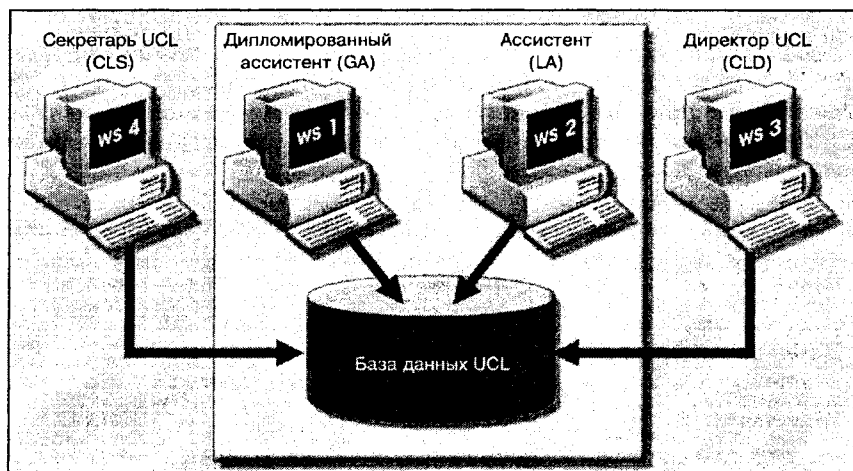 Секретарь UCL
(CLS)
Дипломированный
ассистент (GA)
Ассистент
(LA)
Директор UCL
(CLD)
ws 4
ws 1
ws 2
ws 3
База данных UCL